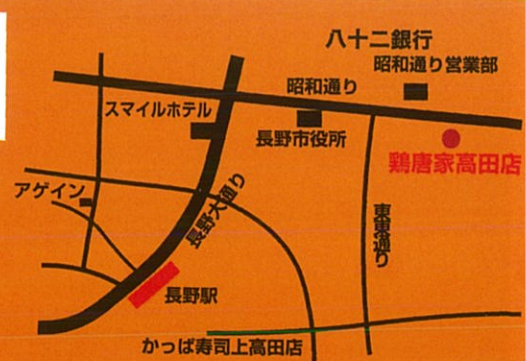 八十二銀行
昭和通り営業部
昭和通り
スマイルホテル
長野市役所
鶏唐家高田店
アゲイン
長野大通り
東東通り
長野駅
かっぱ寿司上高田店